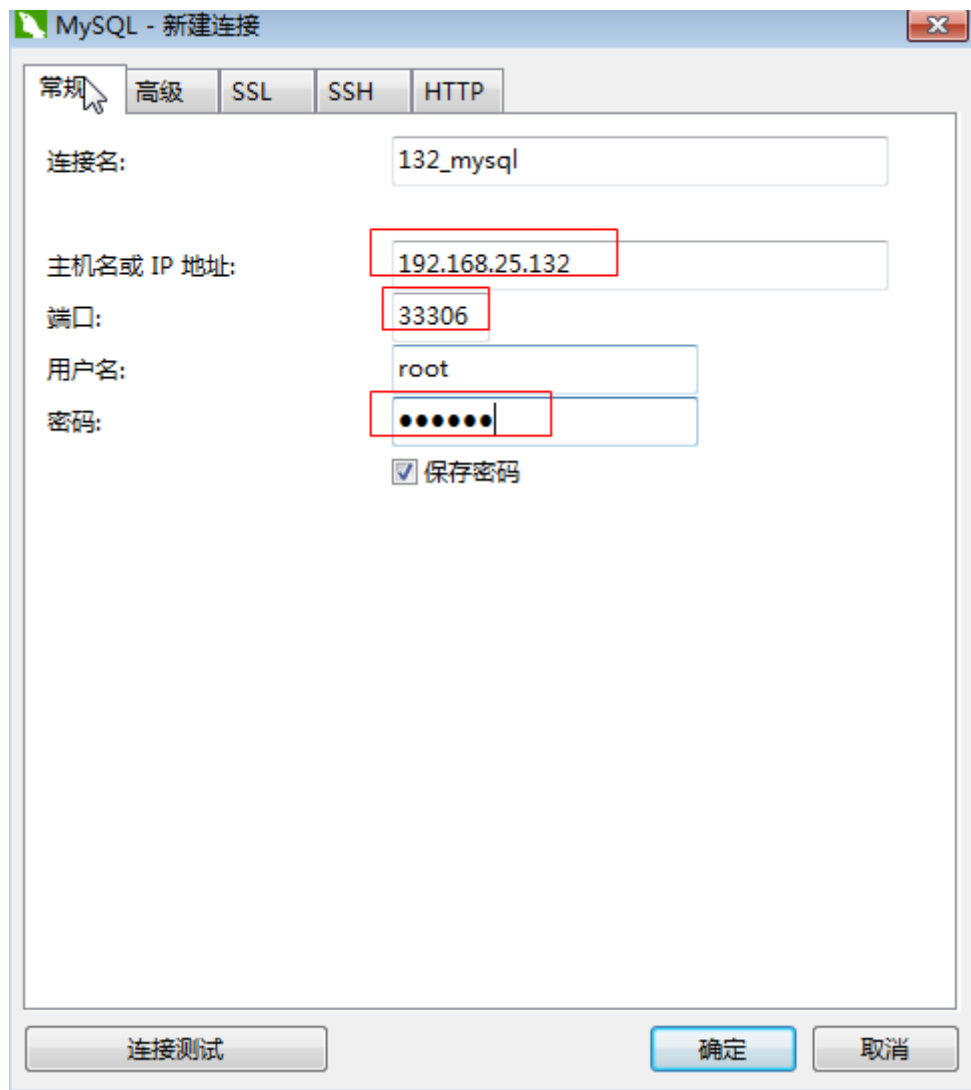 MySQL - 新建连接
常规 高级 SSL SSH HTTP
连接名: 132_mysql
主机名或 IP 地址: 192.168.25.132
端口: 33306
用户名: root
密码: ●●●●●●
保存密码
连接测试 确定 取消